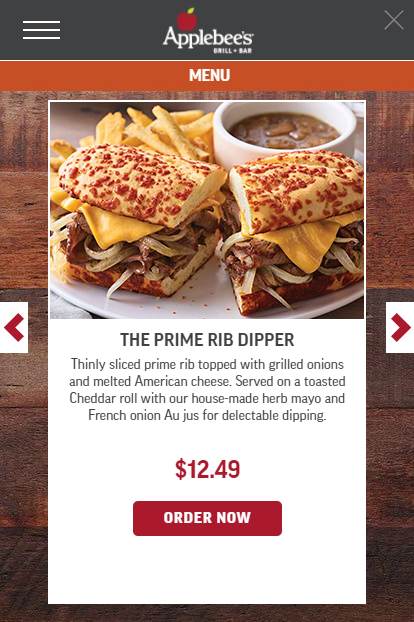 Applebee's
GRILL + BAR
MENU
THE PRIME RIB DIPPER
Thinly sliced prime rib topped with grilled onions
and melted American cheese. Served on a toasted
Cheddar roll with our house-made herb mayo and
French onion Au jus for delectable dipping.
$12.49
ORDER NOW